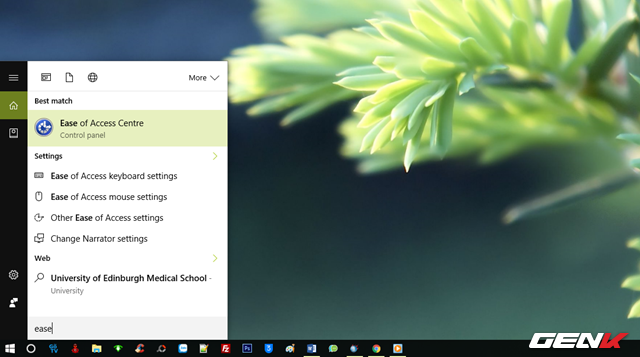 More
Best match
Ease of Access Centre
Control panel
Settings
Ease of Access keyboard settings
Ease of Access mouse settings
Other Ease of Access settings
Change Narrator settings
Web
University of Edinburgh Medical School -
University
ease
GENK